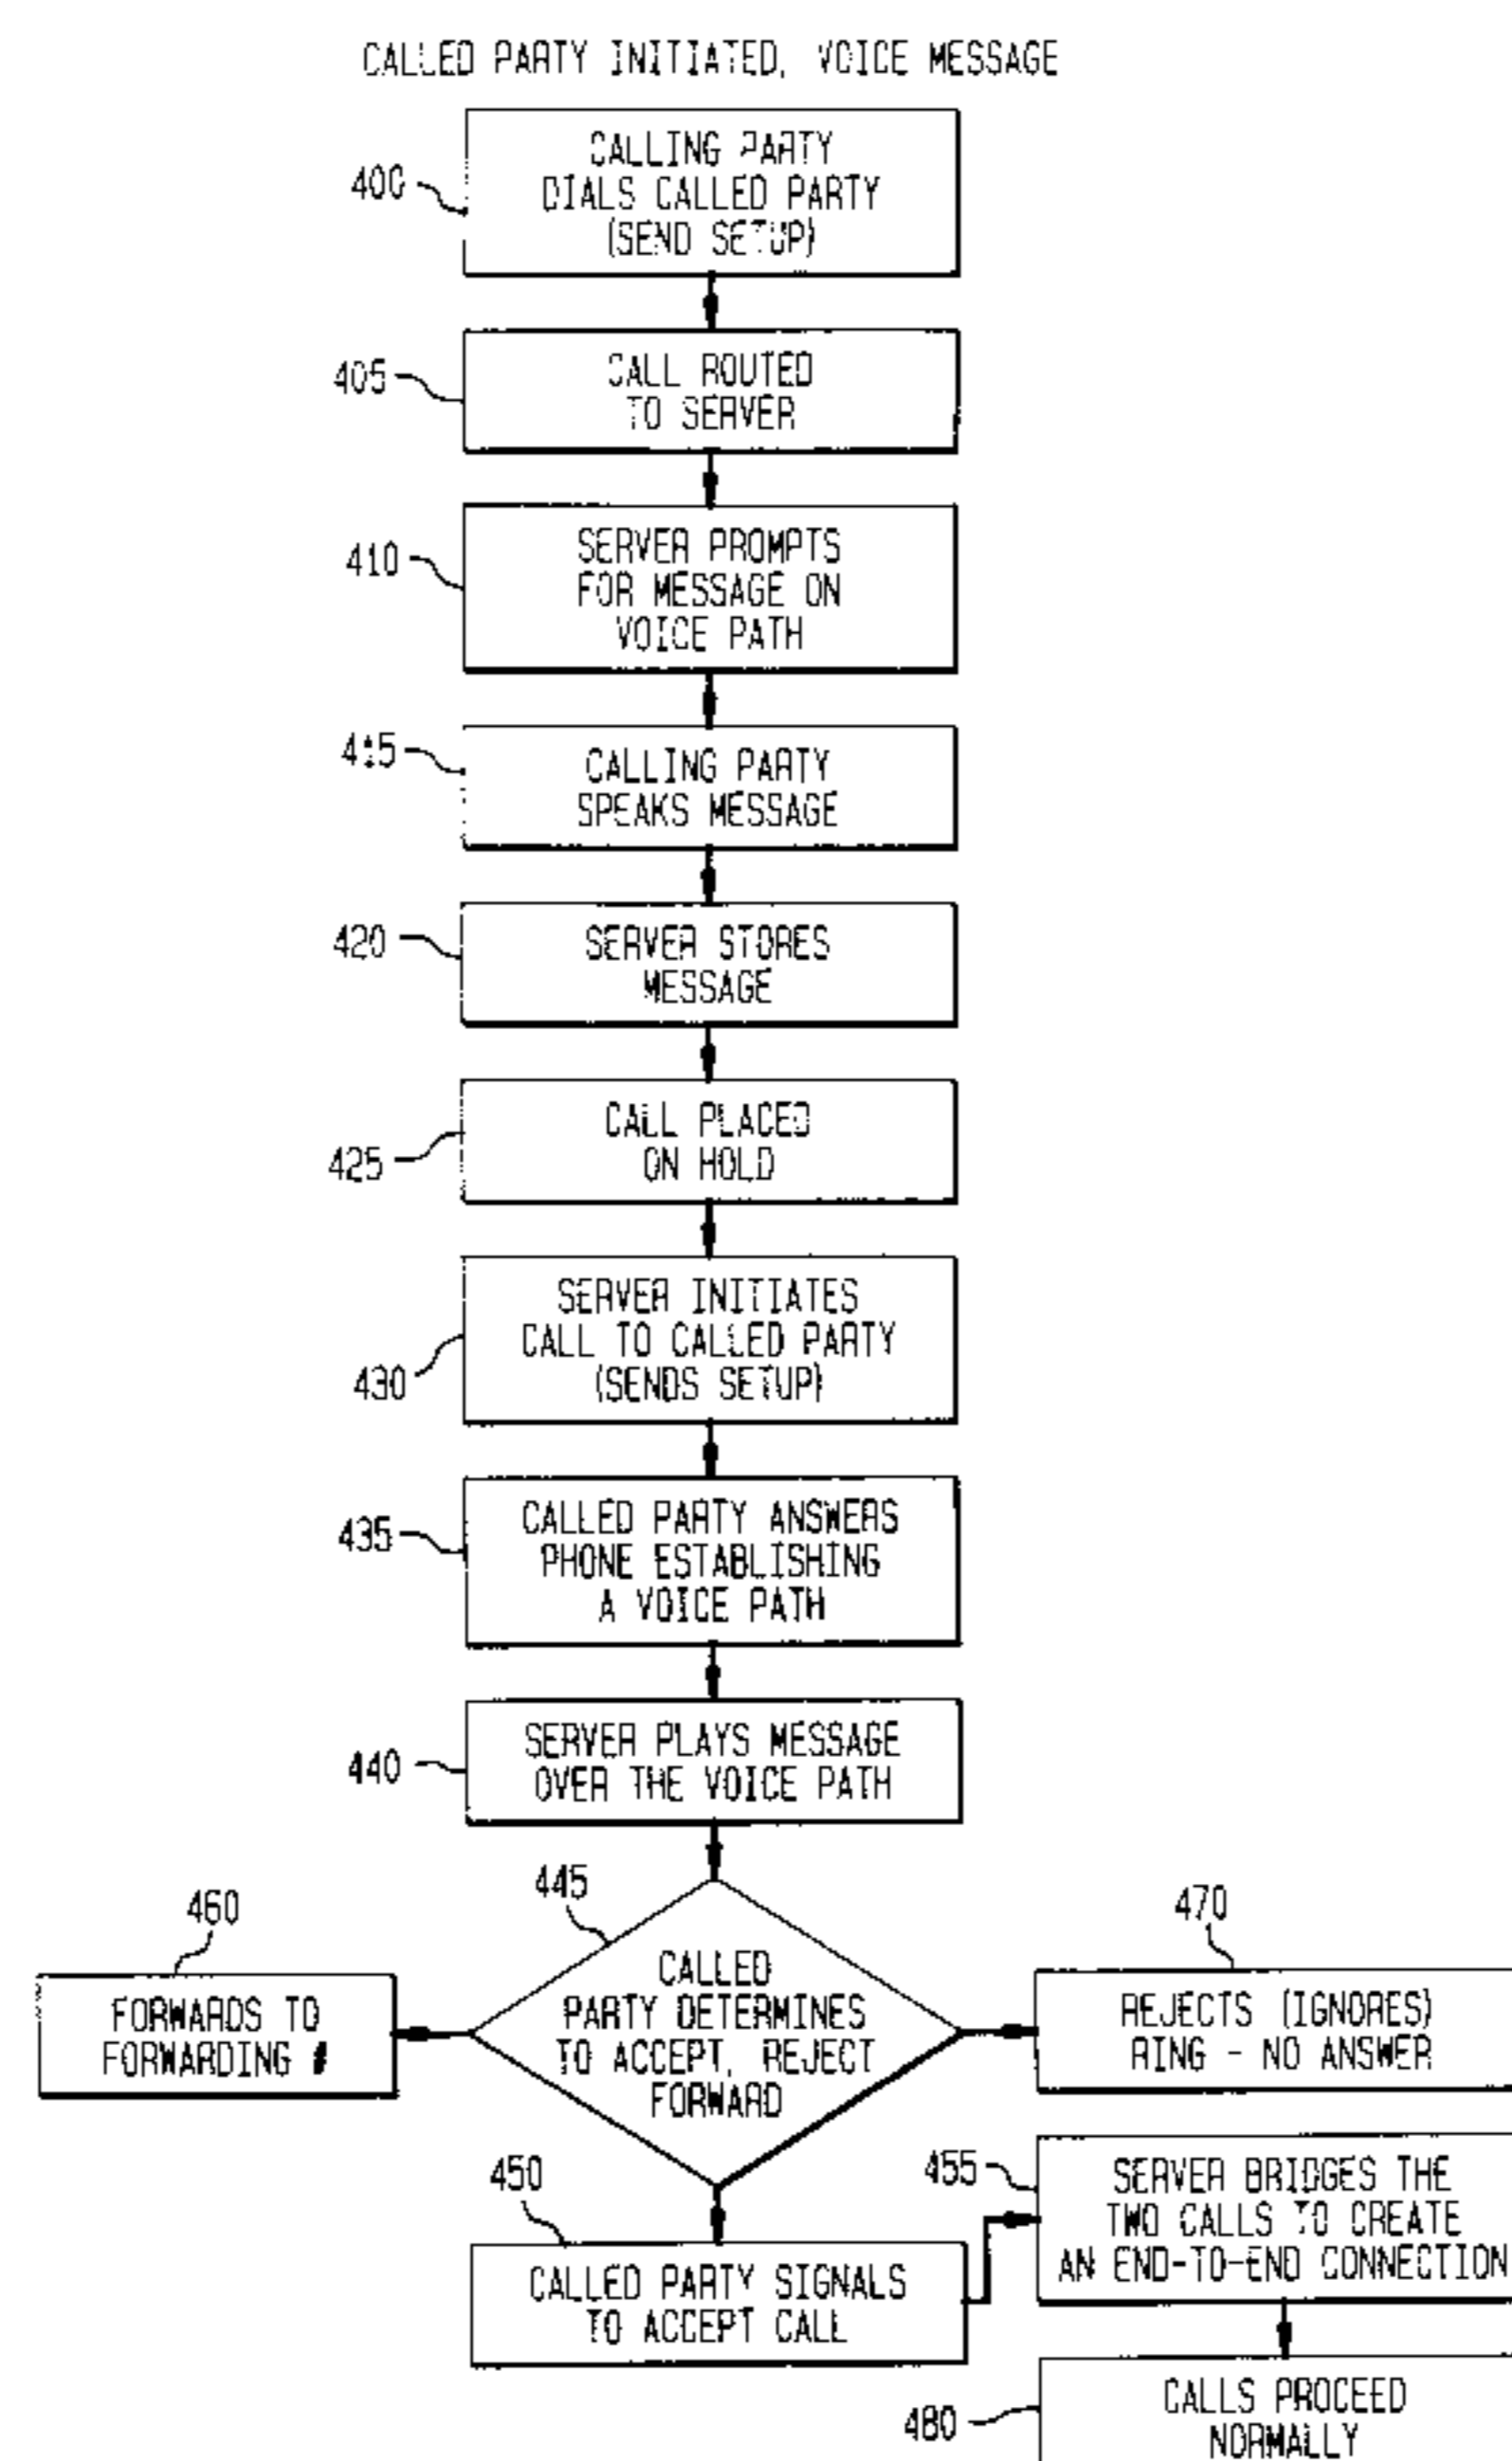 CALLED PARTY INITIATED, VOICE MESSAGE
400
CALLING PARTY
DIALS CALLED PARTY
(SEND SETUP)
405
CALL ROUTED
TO SERVER
410
SERVER PROMPTS
FOR MESSAGE ON
VOICE PATH
415
CALLING PARTY
SPEAKS MESSAGE
420
SERVER STORES
MESSAGE
425
CALL PLACED
ON HOLD
430
SERVER INITIATES
CALL TO CALLED PARTY
(SENDS SETUP)
435
CALLED PARTY ANSWERS
PHONE ESTABLISHING
A VOICE PATH
440
SERVER PLAYS MESSAGE
OVER THE VOICE PATH
445
CALLED
PARTY DETERMINES
TO ACCEPT, REJECT
FORWARD
460
FORWARDS TO
FORWARDING #
470
REJECTS (IGNORES)
RING - NO ANSWER
450
CALLED PARTY SIGNALS
TO ACCEPT CALL
455
SERVER BRIDGES THE
TWO CALLS TO CREATE
AN END-TO-END CONNECTION
480
CALLS PROCEED
NORMALLY